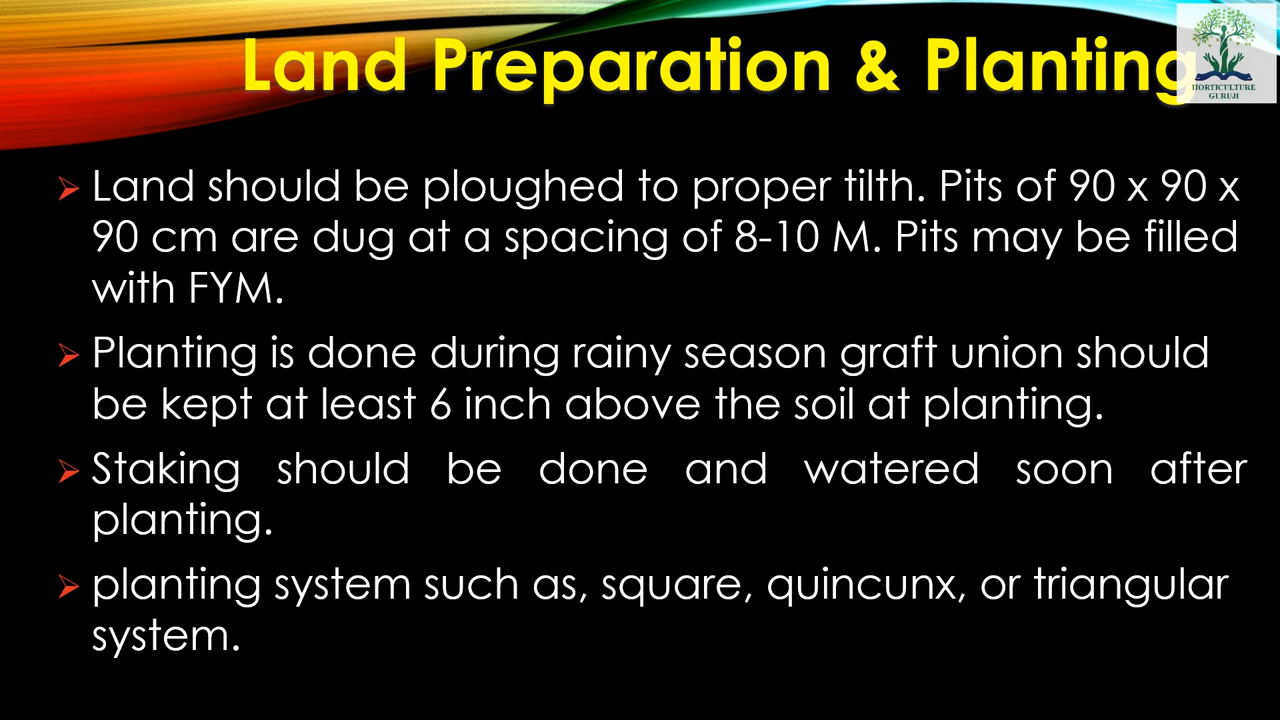 Land Preparation & Planting
HORTICULTURE
GURUJI
➢ Land should be ploughed to proper tilth. Pits of 90 x 90 x
90 cm are dug at a spacing of 8-10 M. Pits may be filled
with FYM.
➢ Planting is done during rainy season graft union should
be kept at least 6 inch above the soil at planting.
➢ Staking should be done and watered soon after
planting.
➢ planting system such as, square, quincunx, or triangular
system.